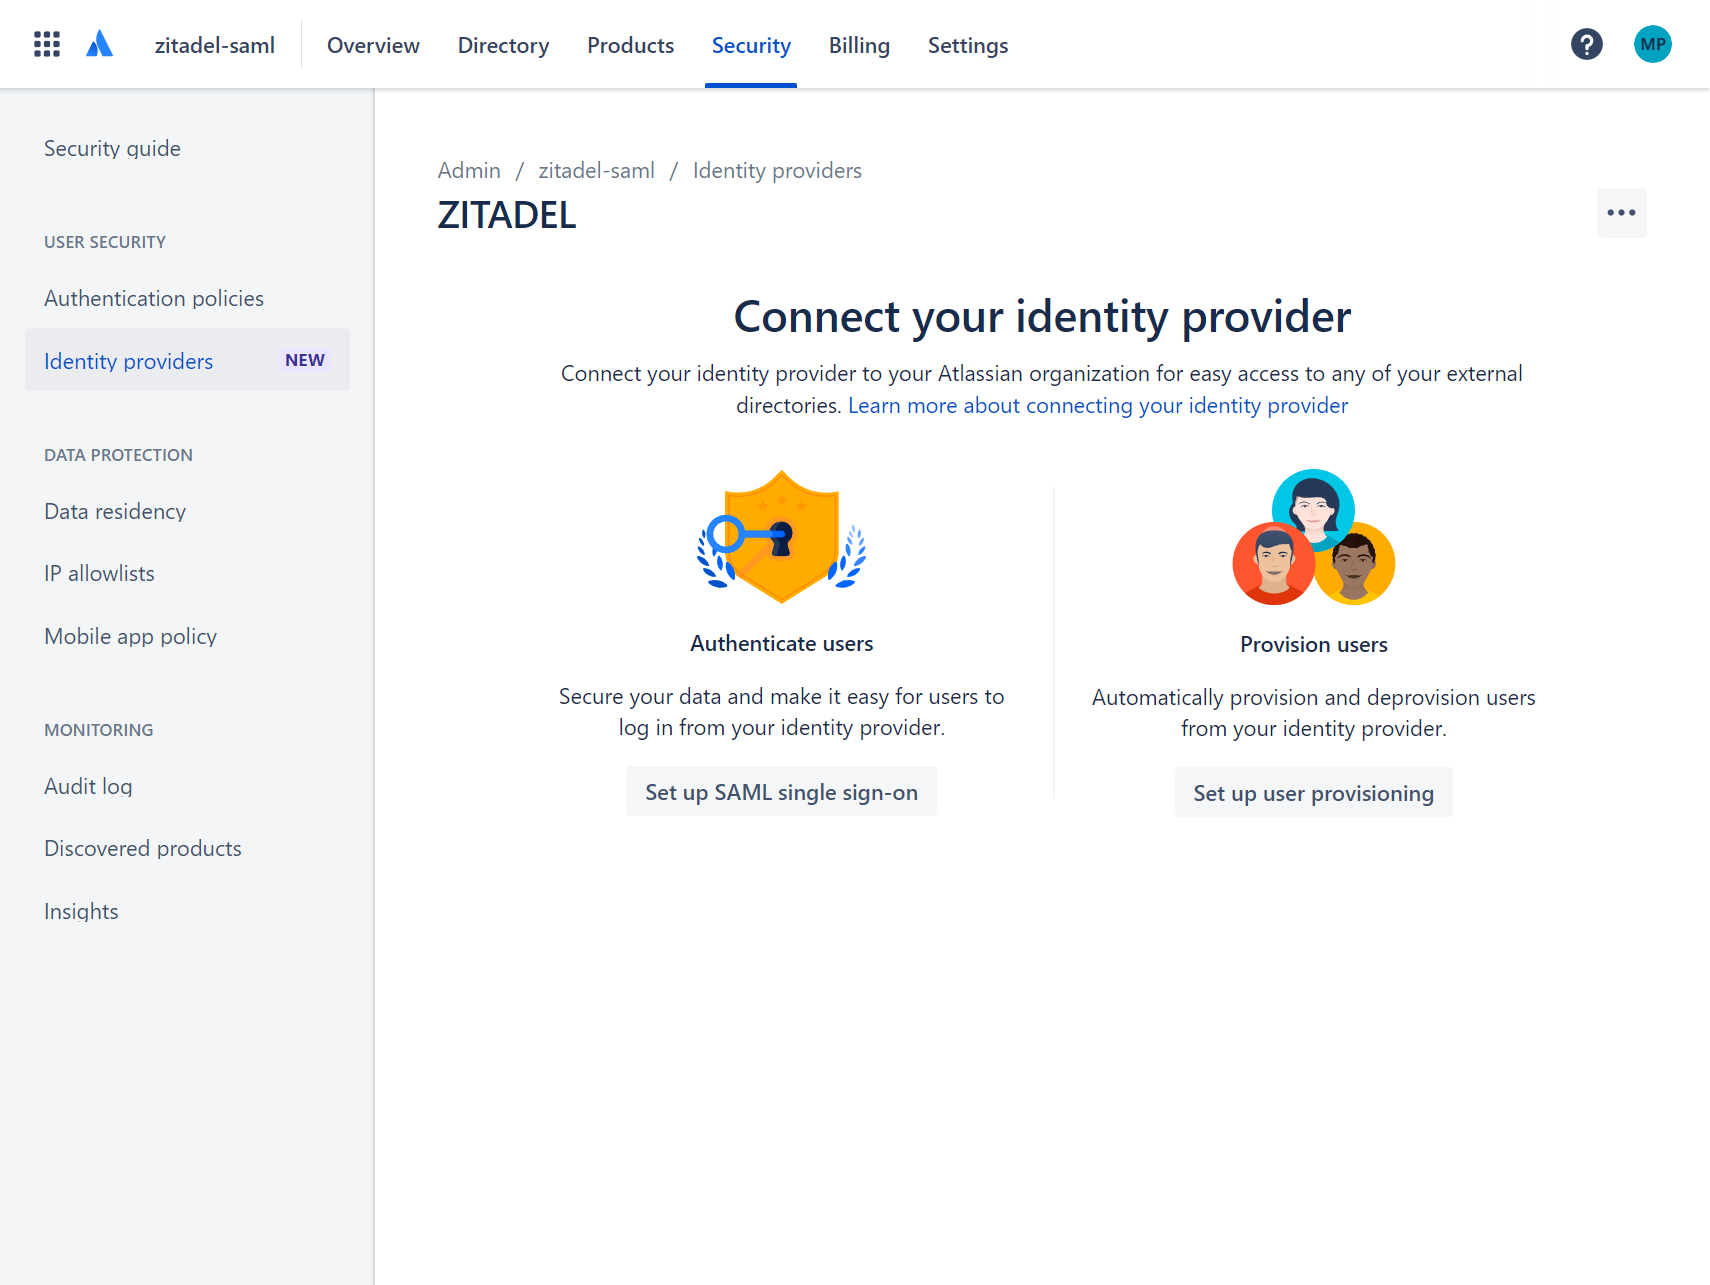 zitadel-saml Overview Directory Products Security Billing Settings ? MP
Security guide
USER SECURITY
Authentication policies
Identity providers NEW
DATA PROTECTION
Data residency
IP allowlists
Mobile app policy
MONITORING
Audit log
Discovered products
Insights
Admin / zitadel-saml / Identity providers
ZITADEL
Connect your identity provider
Connect your identity provider to your Atlassian organization for easy access to any of your external
directories. Learn more about connecting your identity provider
Authenticate users
Secure your data and make it easy for users to
log in from your identity provider.
Set up SAML single sign-on
Provision users
Automatically provision and deprovision users
from your identity provider.
Set up user provisioning